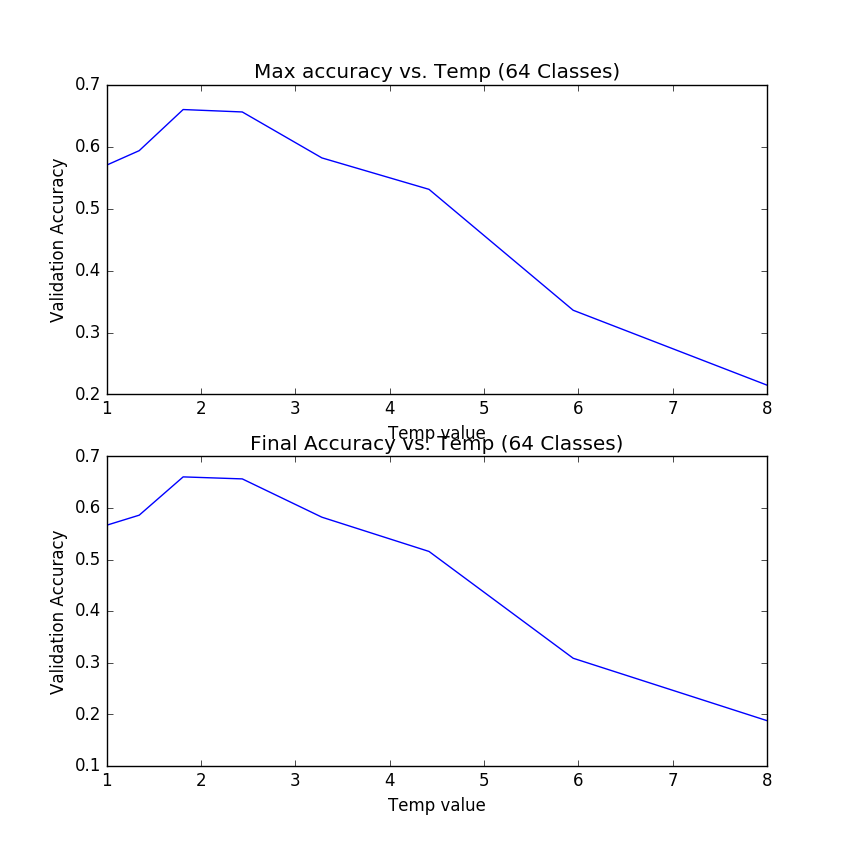 Max accuracy vs. Temp (64 Classes)
0.7
0.6
0.5
0.4
0.3
0.2
Validation Accuracy
1 2 3 4 5 6 7 8
Temp value
Final Accuracy vs. Temp (64 Classes)
0.7
0.6
0.5
0.4
0.3
0.2
0.1
Validation Accuracy
1 2 3 4 5 6 7 8
Temp value